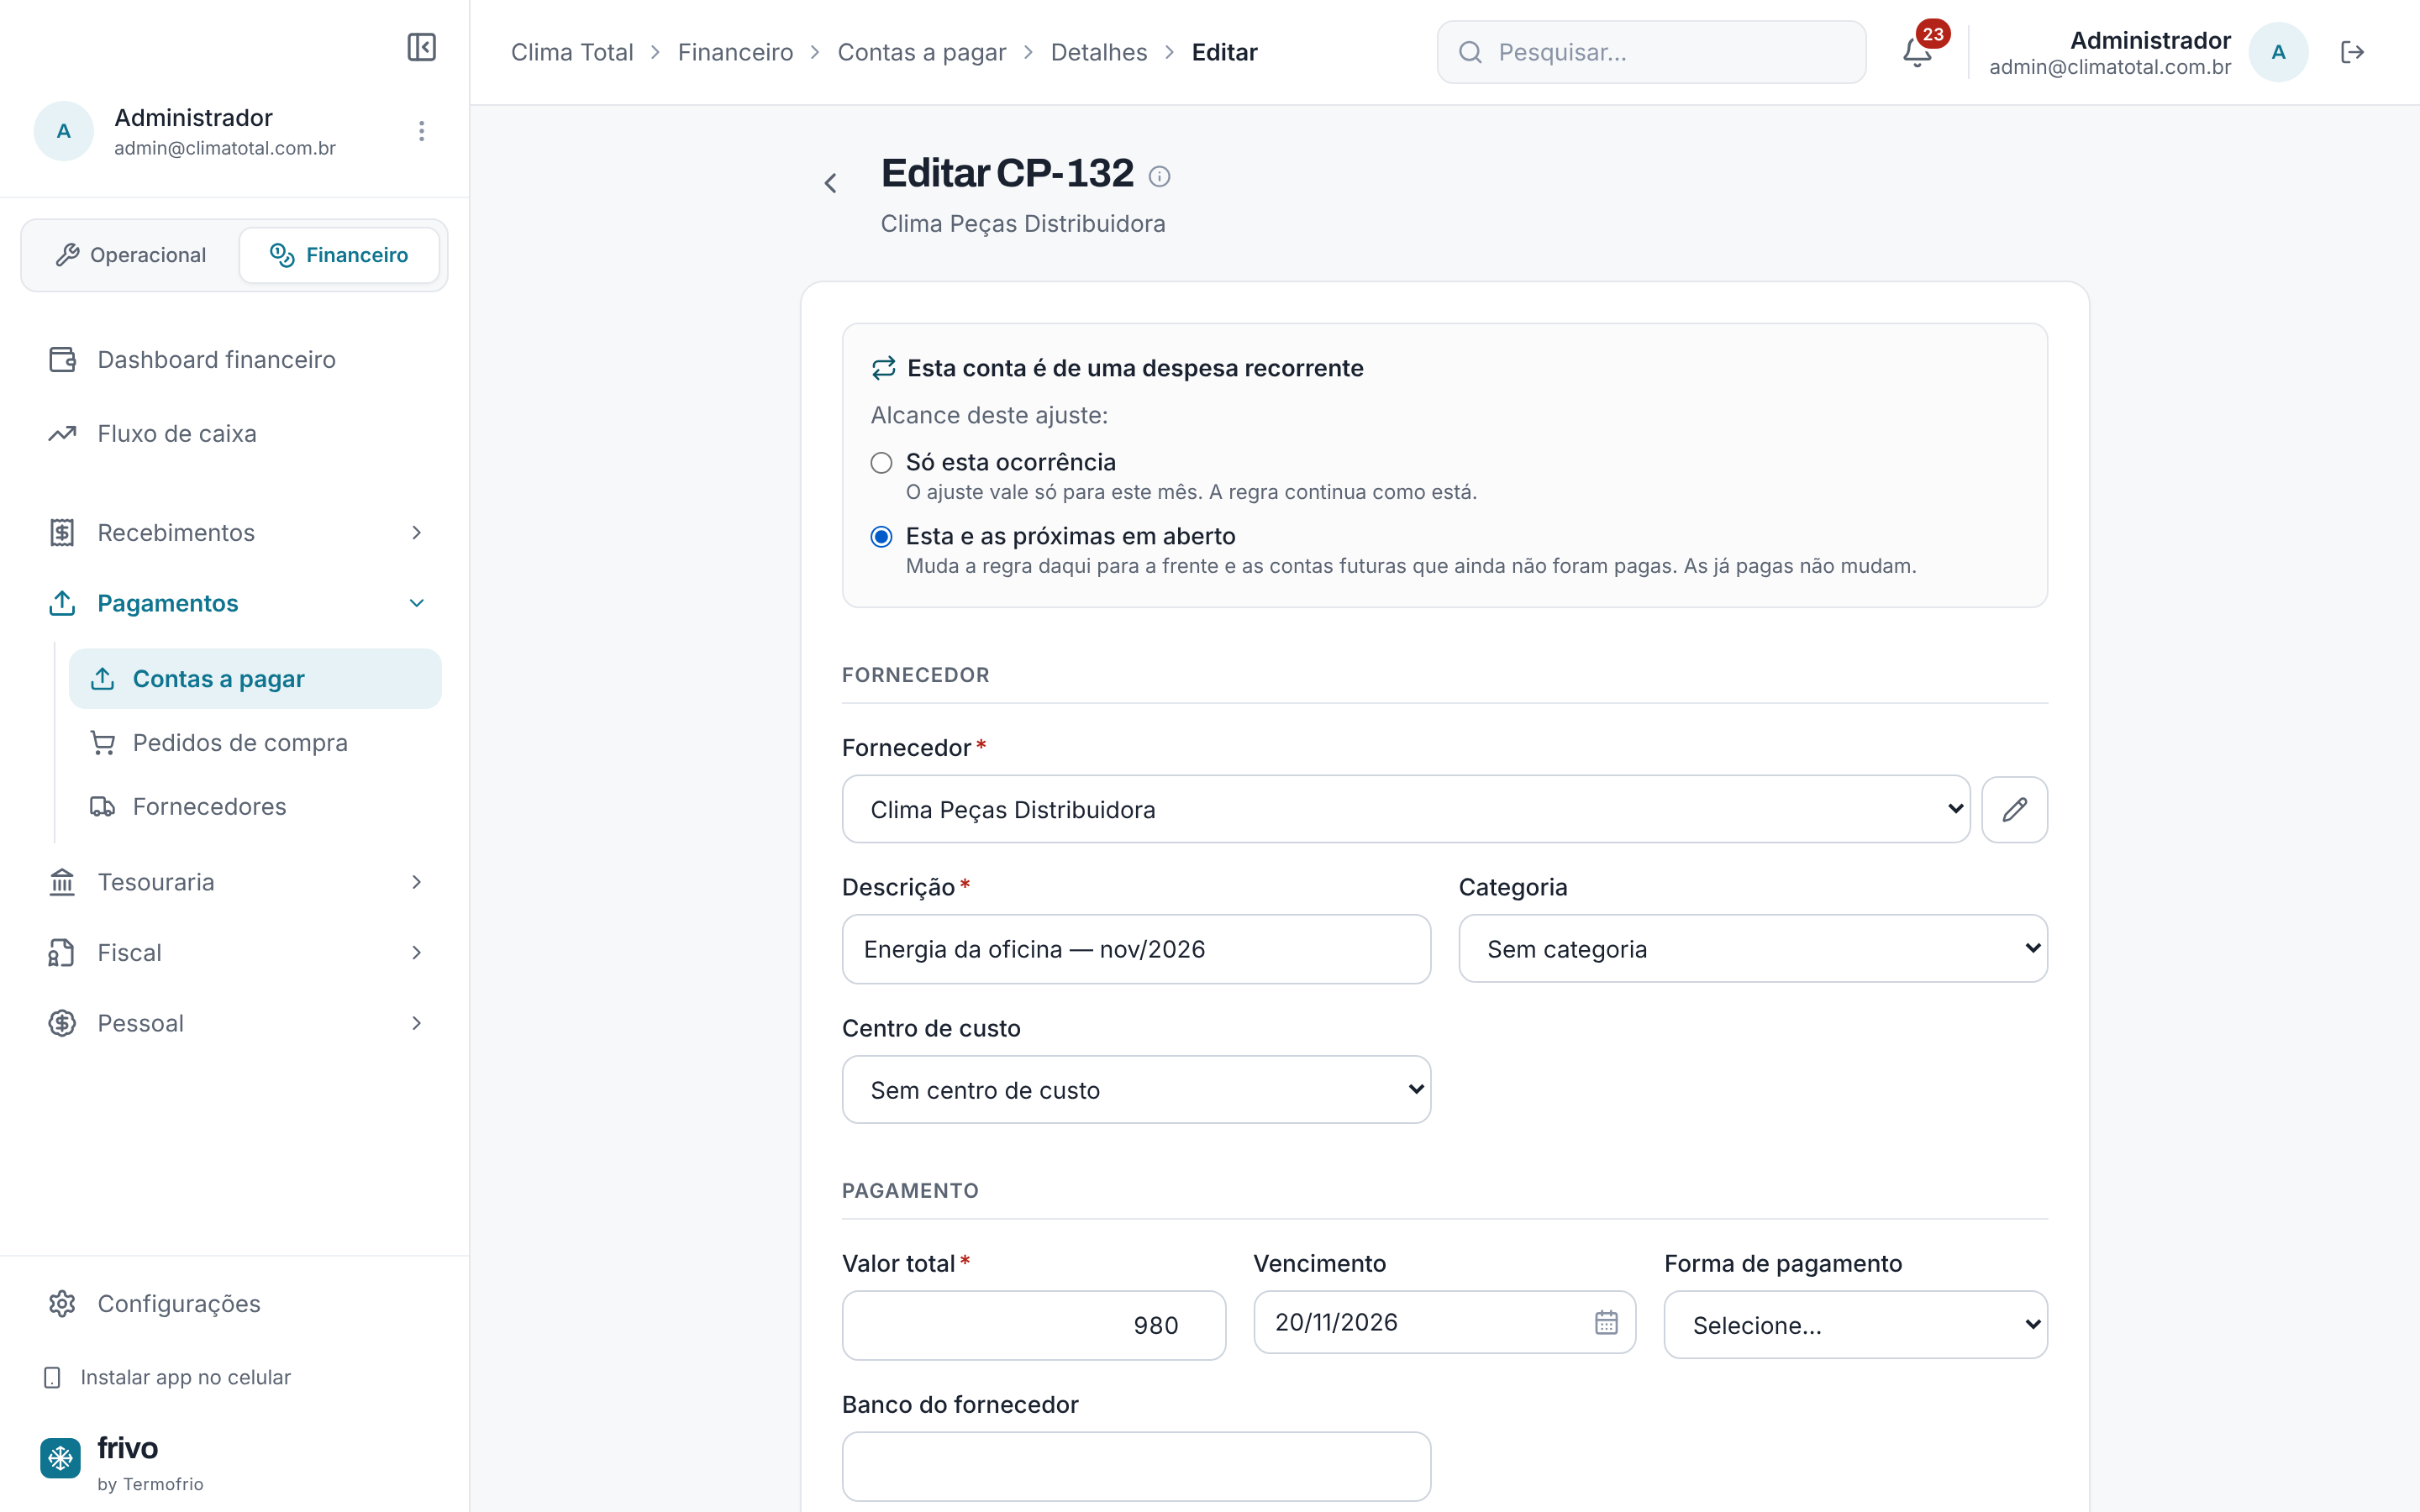 Clima Total
Financeiro
Contas a pagar
Detalhes
Editar
Pesquisar...
23
Administrador
admin@climatotal.com.br
A
A
Administrador
admin@climatotal.com.br
Operacional
Financeiro
Dashboard financeiro
Fluxo de caixa
Recebimentos
Pagamentos
Contas a pagar
Pedidos de compra
Fornecedores
Tesouraria
Fiscal
Pessoal
Configurações
Instalar app no celular
frivo
by Termofrio
Editar CP-132
Clima Peças Distribuidora
Esta conta é de uma despesa recorrente
Alcance deste ajuste:
Só esta ocorrência
O ajuste vale só para este mês. A regra continua como está.
Esta e as próximas em aberto
Muda a regra daqui para a frente e as contas futuras que ainda não foram pagas. As já pagas não mudam.
FORNECEDOR
Fornecedor*
Clima Peças Distribuidora
Descrição*
Categoria
Energia da oficina — nov/2026
Sem categoria
Centro de custo
Sem centro de custo
PAGAMENTO
Valor total*
Vencimento
Forma de pagamento
980
20/11/2026
Selecione...
Banco do fornecedor